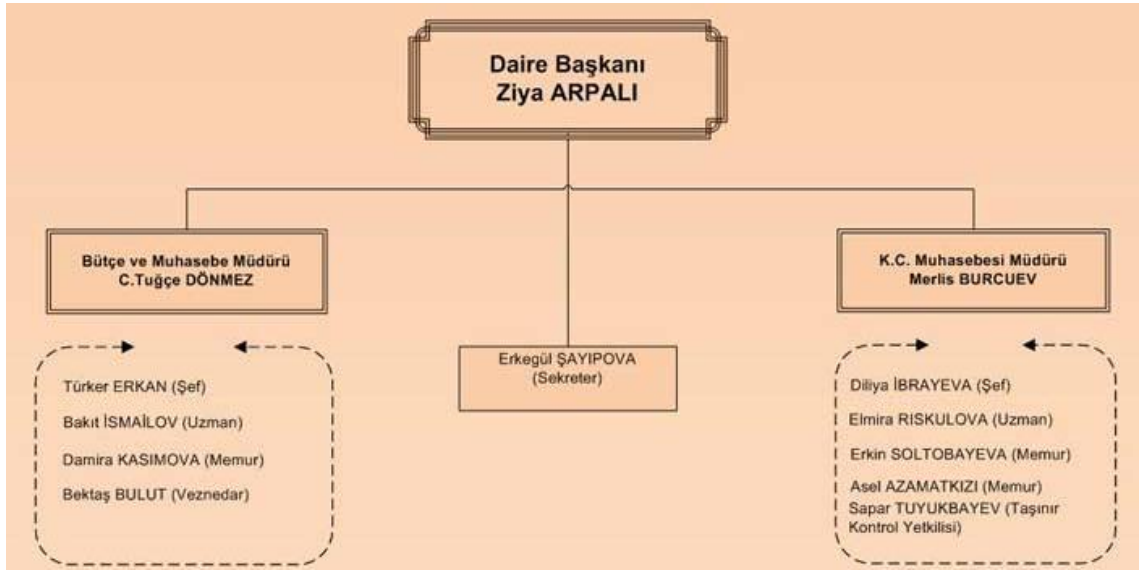 Daire Başkanı
Ziya ARPALI
Bütçe ve Muhasebe Müdürü
C.Tuğçe DÖNMEZ
K.C. Muhasebesi Müdürü
Merlis BURCUEV
Erkegül ŞAYIPOVA
(Sekreter)
Türker ERKAN (Şef)
Bakıt İSMAİLOV (Uzman)
Damira KASIMOVA (Memur)
Bektaş BULUT (Veznedar)
Diliya İBRAYEVA (Şef)
Elmira RISKULOVA (Uzman)
Erkin SOLTOBAYEVA (Memur)
Asel AZAMATKIZI (Memur)
Sapar TUYUKBAYEV (Taşınır
Kontrol Yetkilisi)